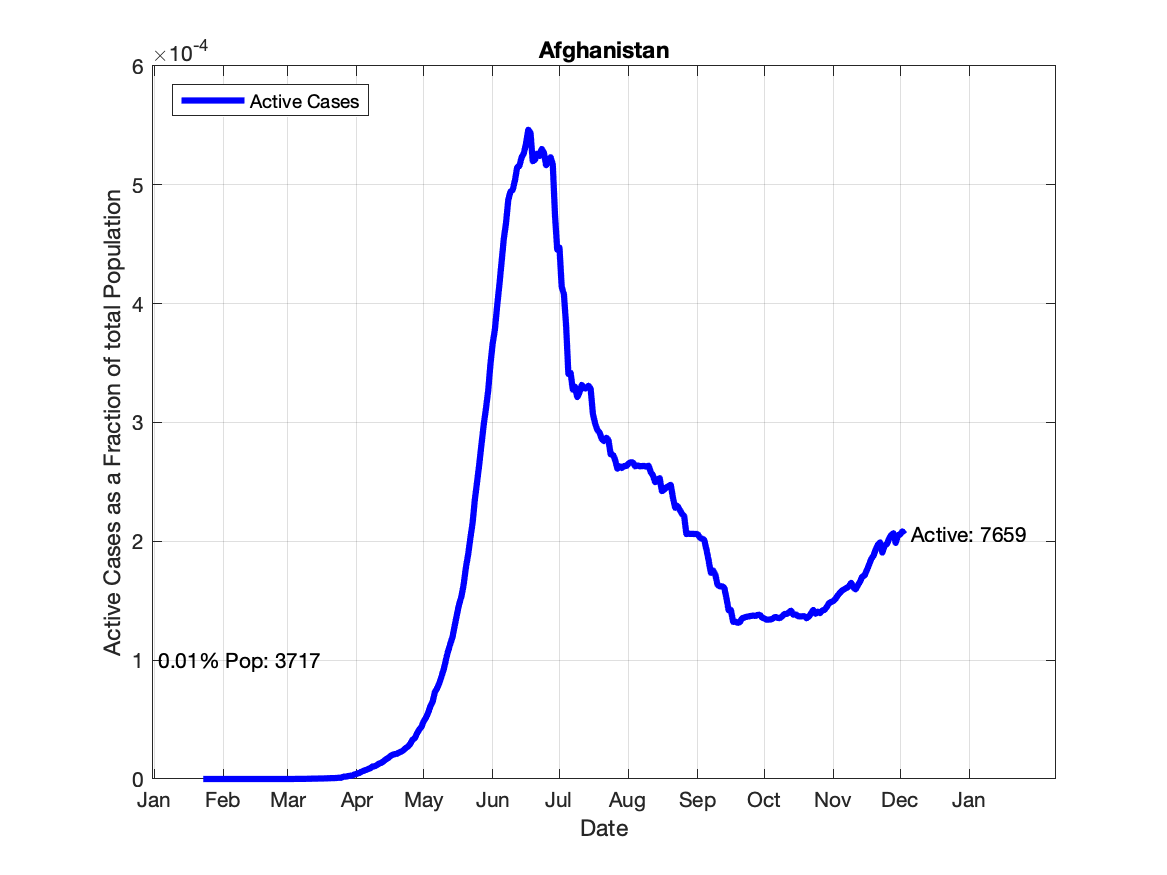 Afghanistan
×10-4
Active Cases
6
5
4
3
2
1
0
Active Cases as a Fraction of total Population
0.01% Pop: 3717
Active: 7659
Jan Feb Mar Apr May Jun Jul Aug Sep Oct Nov Dec Jan
Date